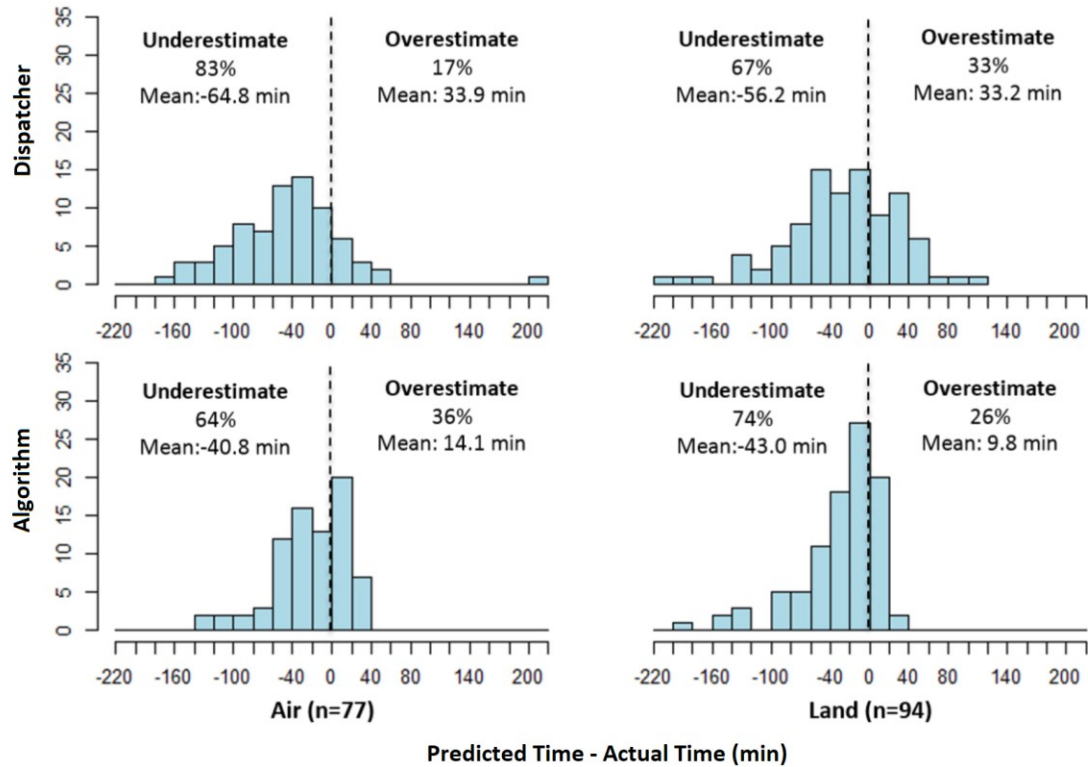 Dispatcher
35
30
25
20
15
10
5
0
Underestimate
83%
Mean:-64.8 min
Overestimate
17%
Mean: 33.9 min
-220 -160 -100 -40 0 40 80 140 200
Underestimate
67%
Mean:-56.2 min
Overestimate
33%
Mean: 33.2 min
-220 -160 -100 -40 0 40 80 140 200
Algorithm
35
30
25
20
15
10
5
0
Underestimate
64%
Mean:-40.8 min
Overestimate
36%
Mean: 14.1 min
-220 -160 -100 -40 0 40 80 140 200
Air (n=77)
Underestimate
74%
Mean:-43.0 min
Overestimate
26%
Mean: 9.8 min
-220 -160 -100 -40 0 40 80 140 200
Land (n=94)
Predicted Time - Actual Time (min)